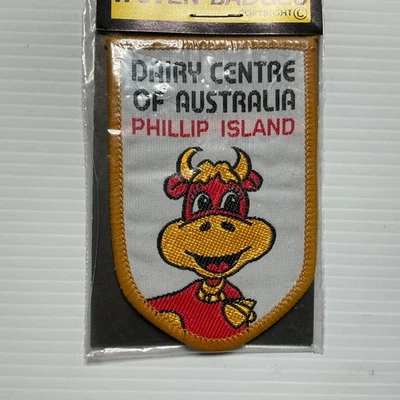 WOVEN BADGES
COPYRIGHT ©
DAIRY CENTRE
OF AUSTRALIA
PHILLIP ISLAND